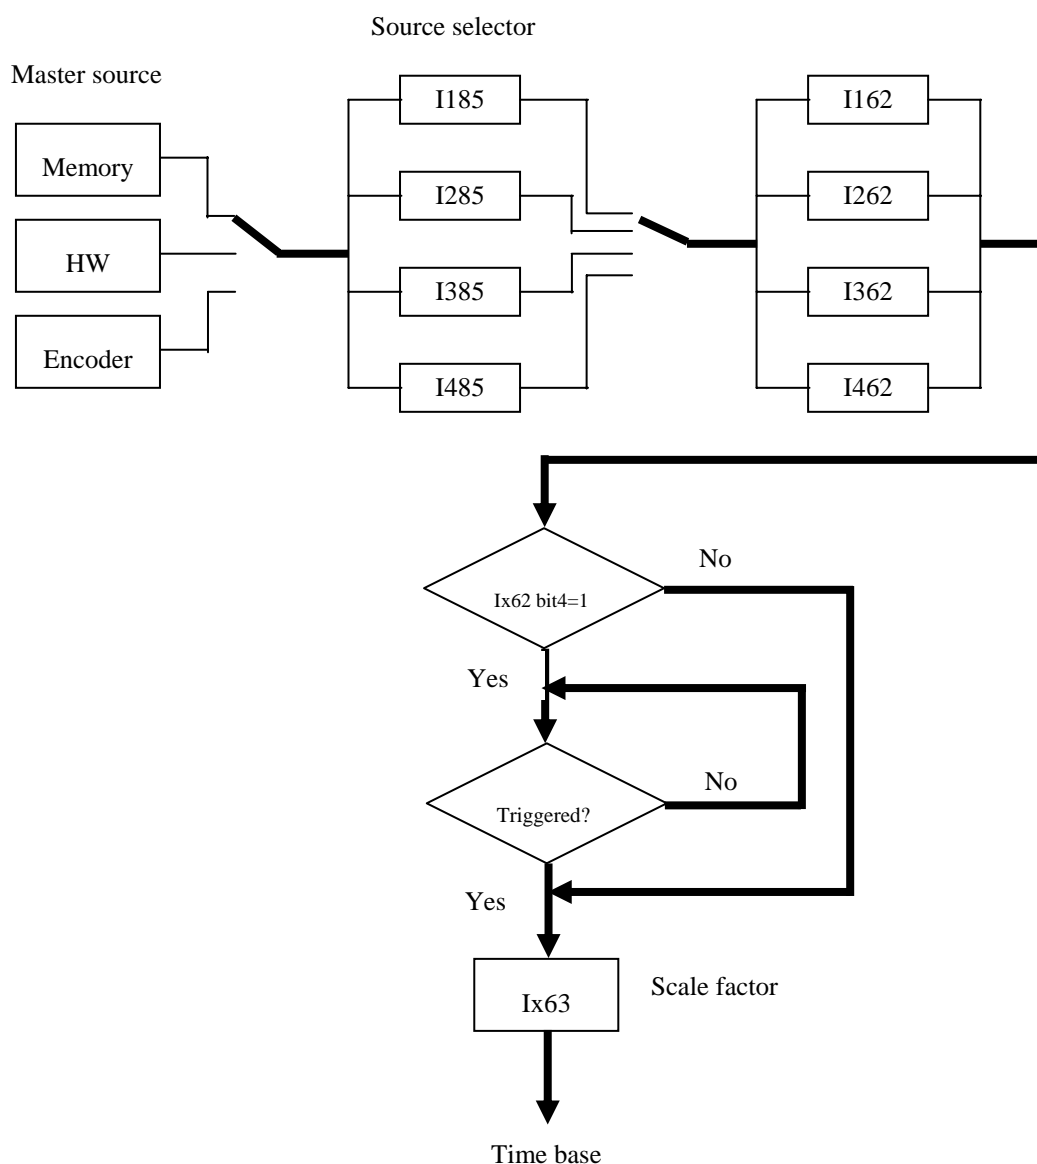 Source selector
Master source
I185
I162
Memory
I285
I262
HW
I385
I362
Encoder
I485
I462
No
Ix62 bit4=1
Yes
No
Triggered?
Yes
Scale factor
Ix63
Time base